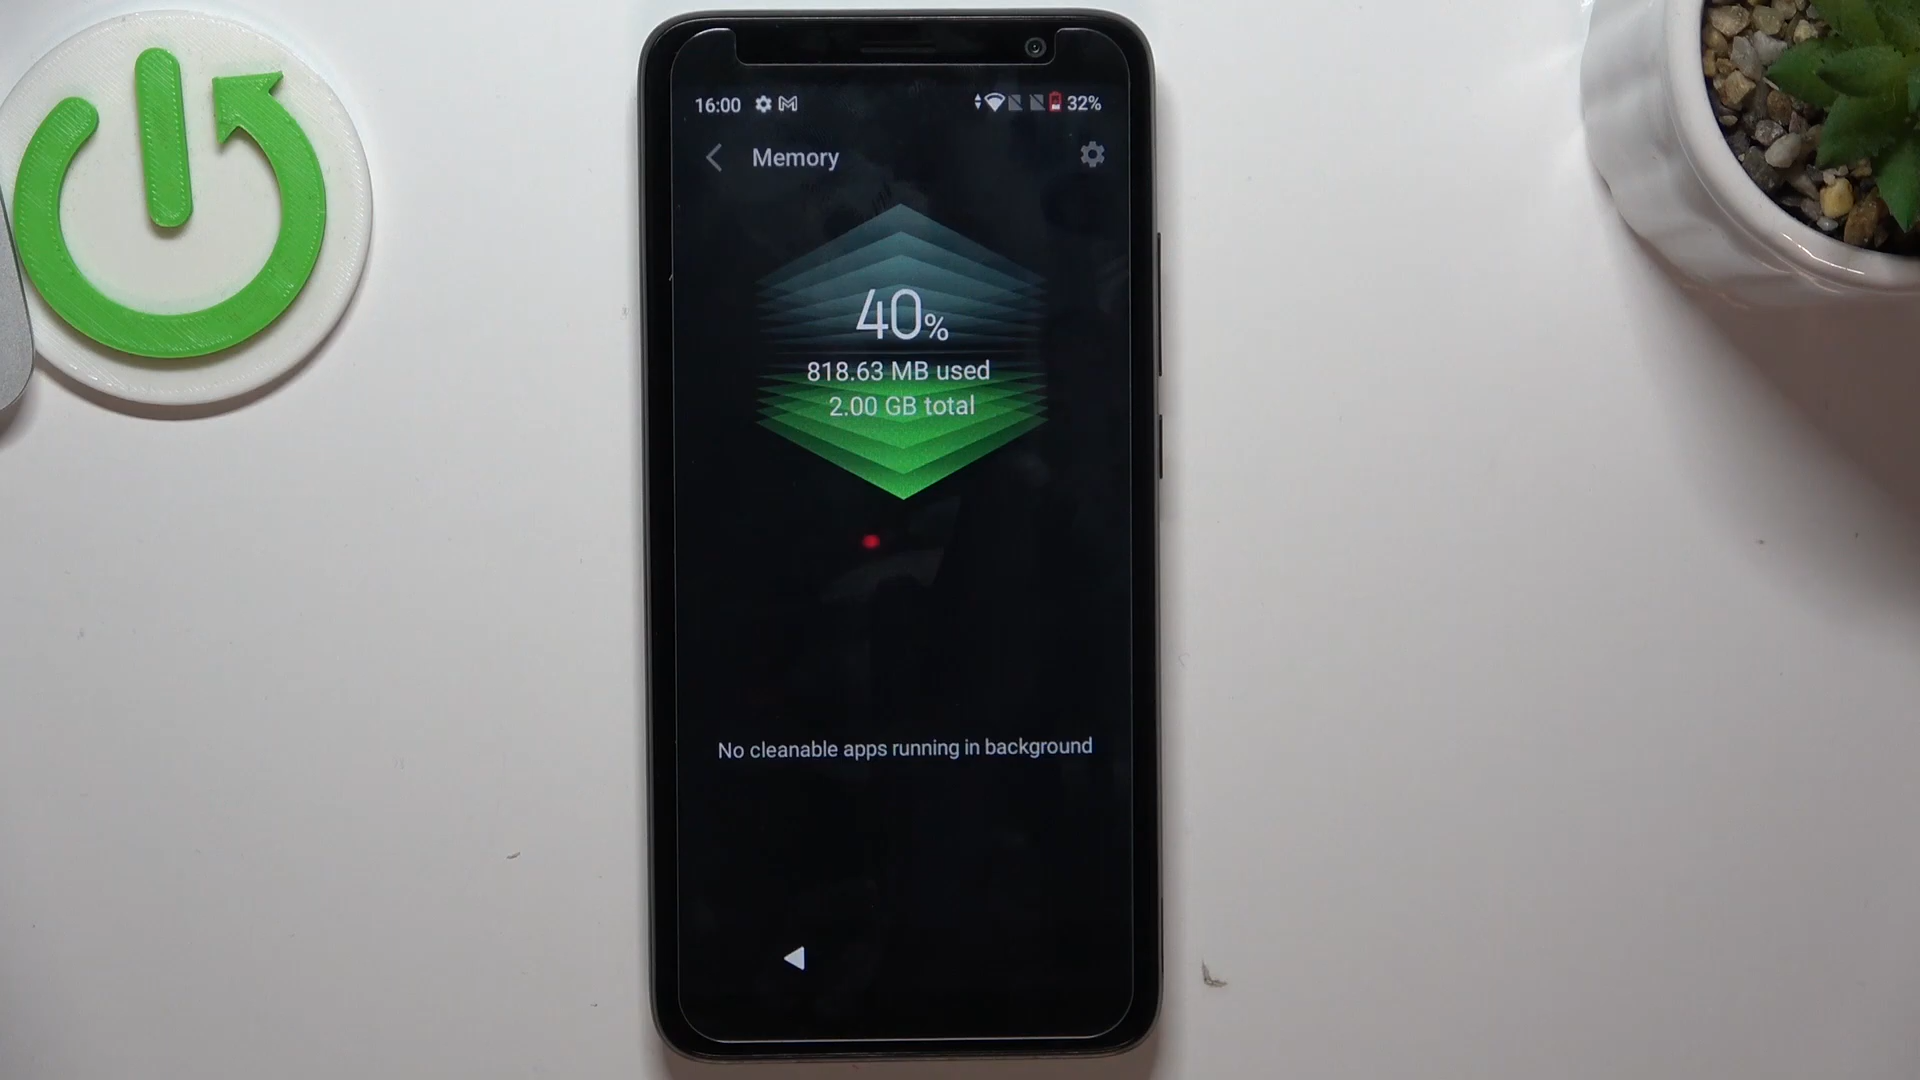 16:00 32%
Memory
40%
818.63 MB used
2.00 GB total
No cleanable apps running in background